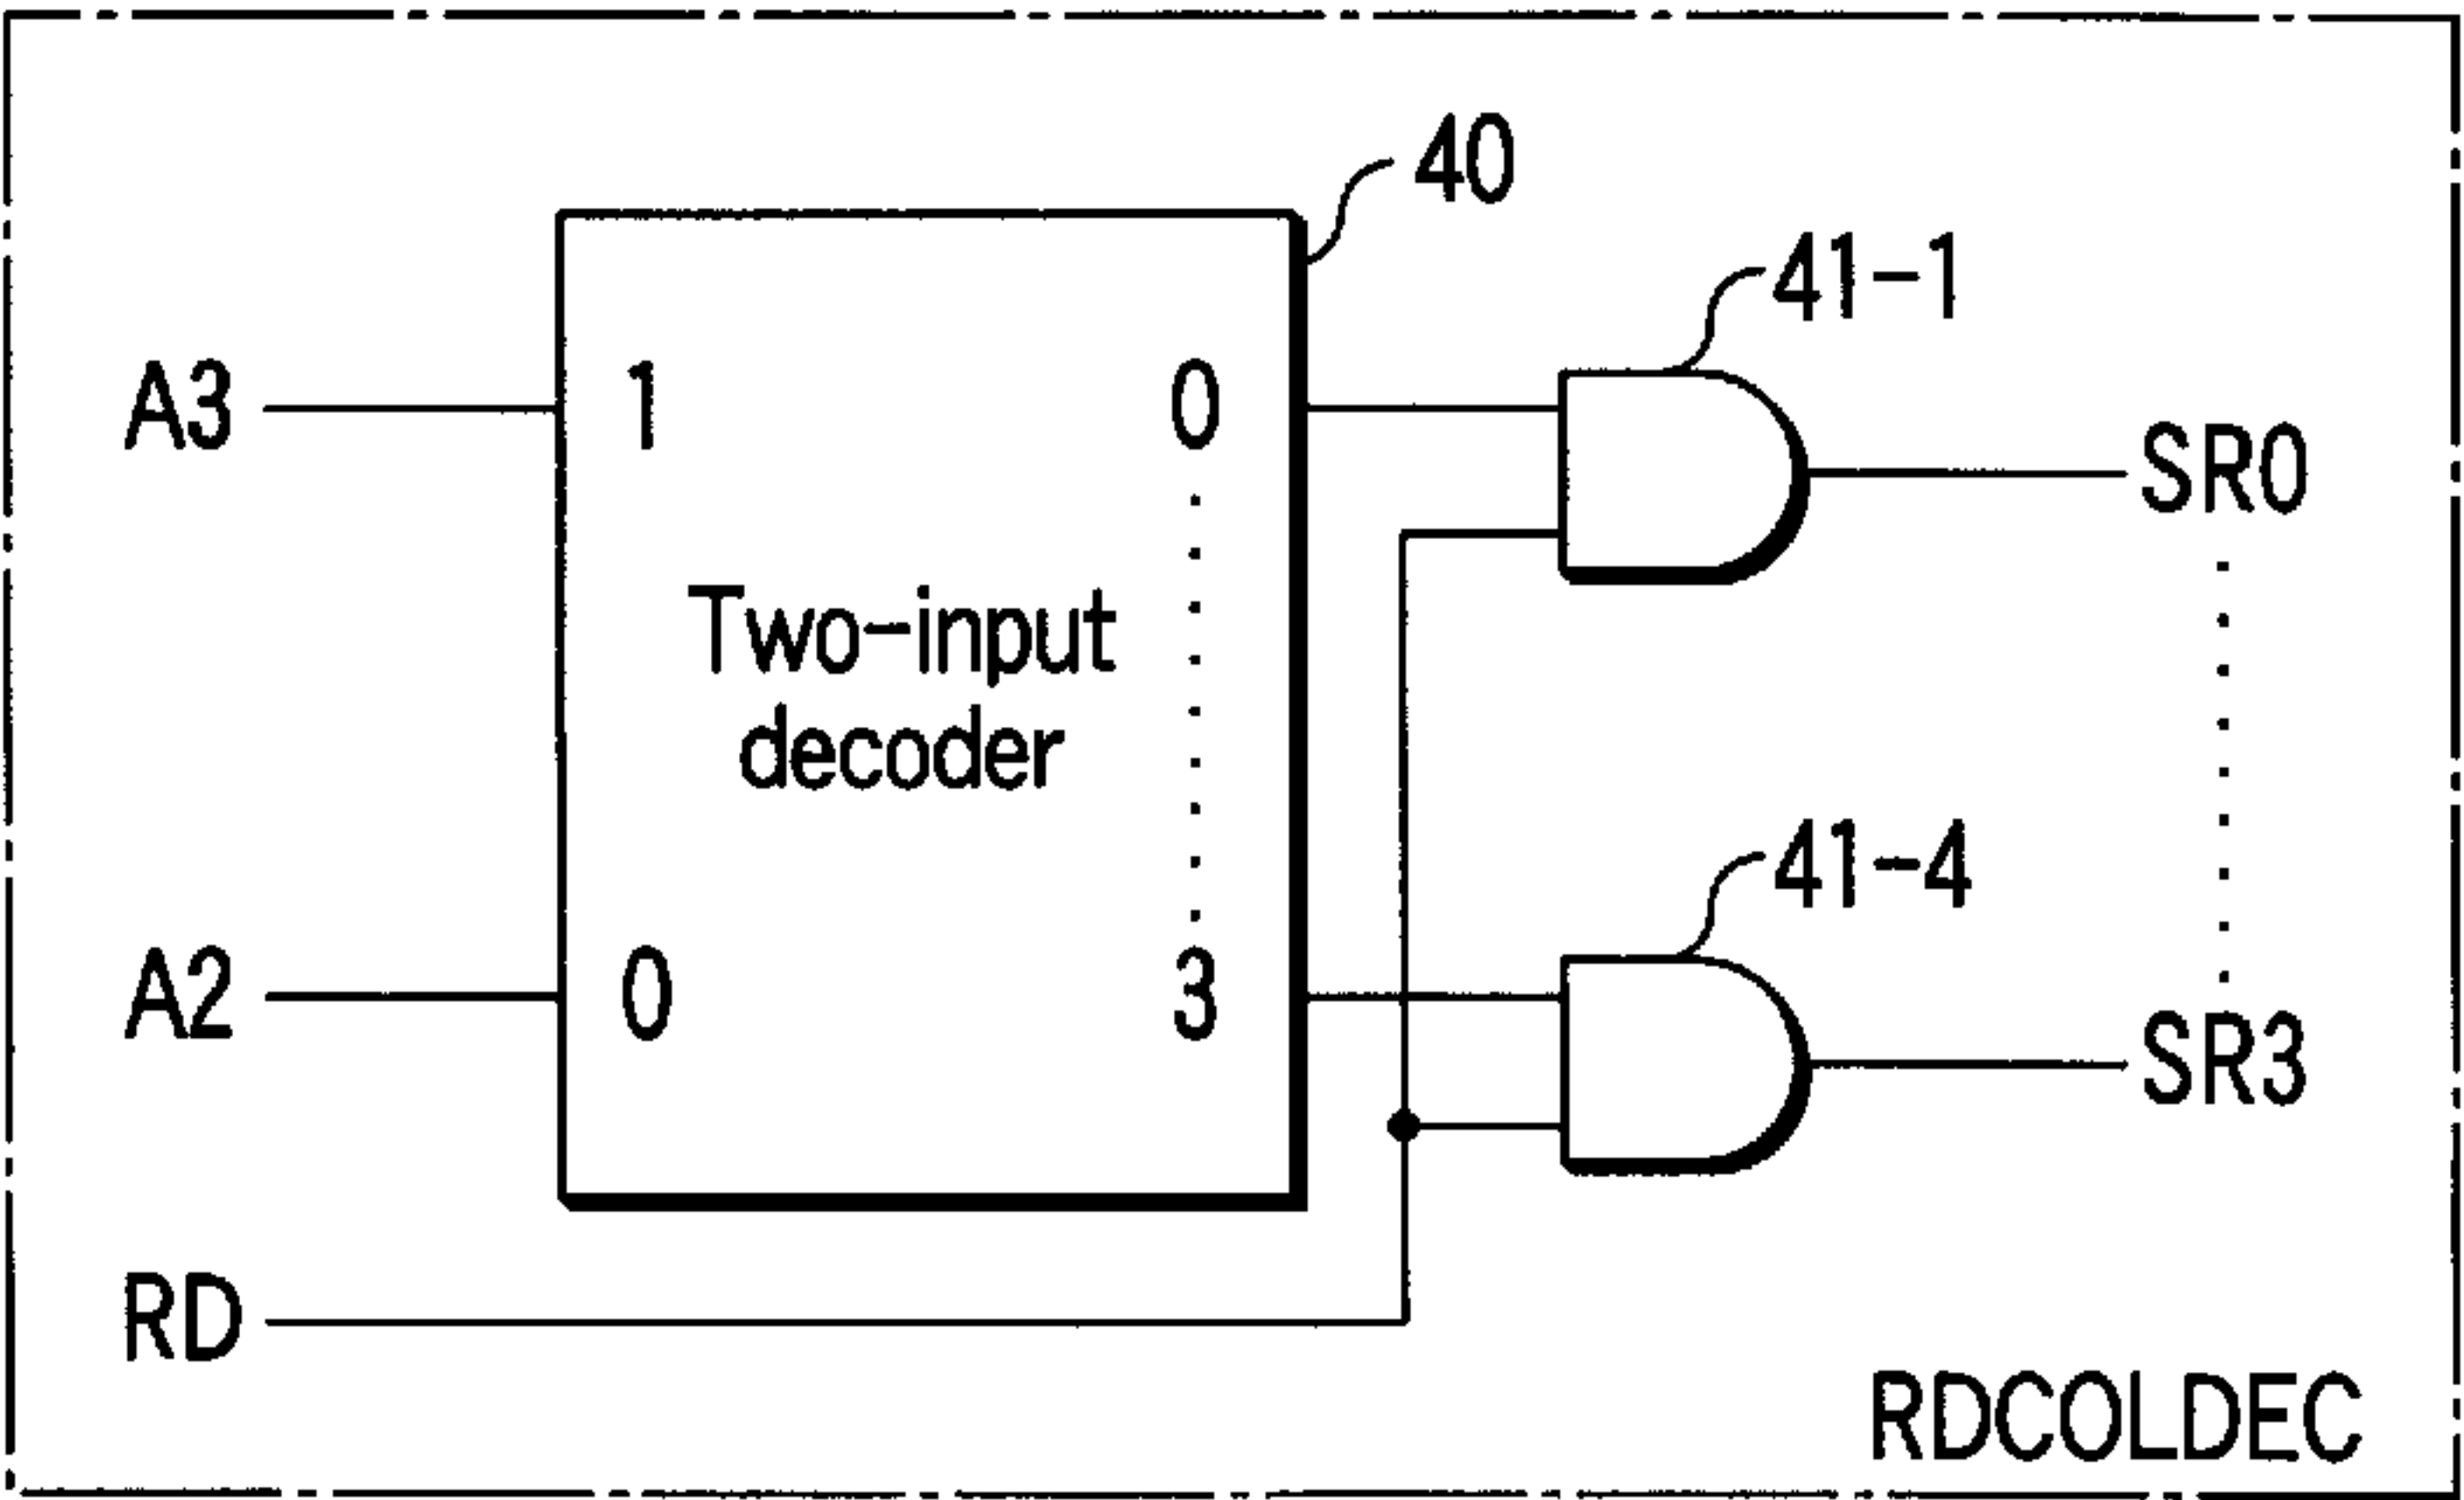 40
41-1
A3
1
0
SR0
Two-input
decoder
41-4
A2
0
3
SR3
RD
RDCOLDEC